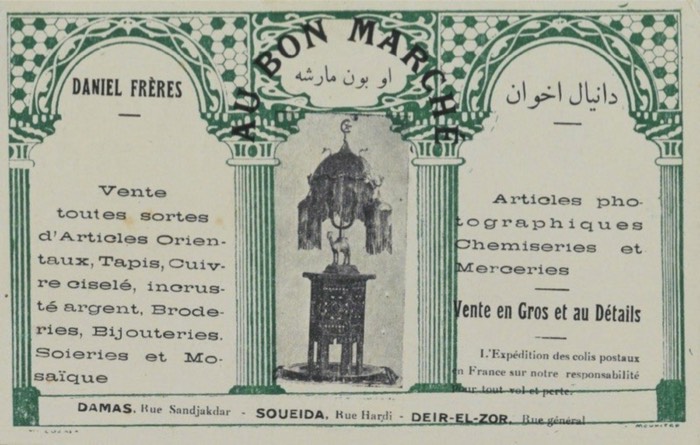 AU BON MARCHÉ
او بون مارشه
DANIEL FRÈRES
Vente
toutes sortes
d'Articles Orien-
taux, Tapis, Cuiv-
re ciselé, incrus-
té argent, Brode-
ries, Bijouteries.
Soieries et Mo-
saïque
دانيال اخوان
Articles pho-
tographiques
Chemiseries et
Merceries
Vente en Gros et au Détails
L'Expédition des colis postaux
en France sur notre responsabilité
pour tout vol et perte.
DAMAS. Rue Sandjakdar - SOUEIDA. Rue Hardi - DEIR-EL-ZOR. Rue général